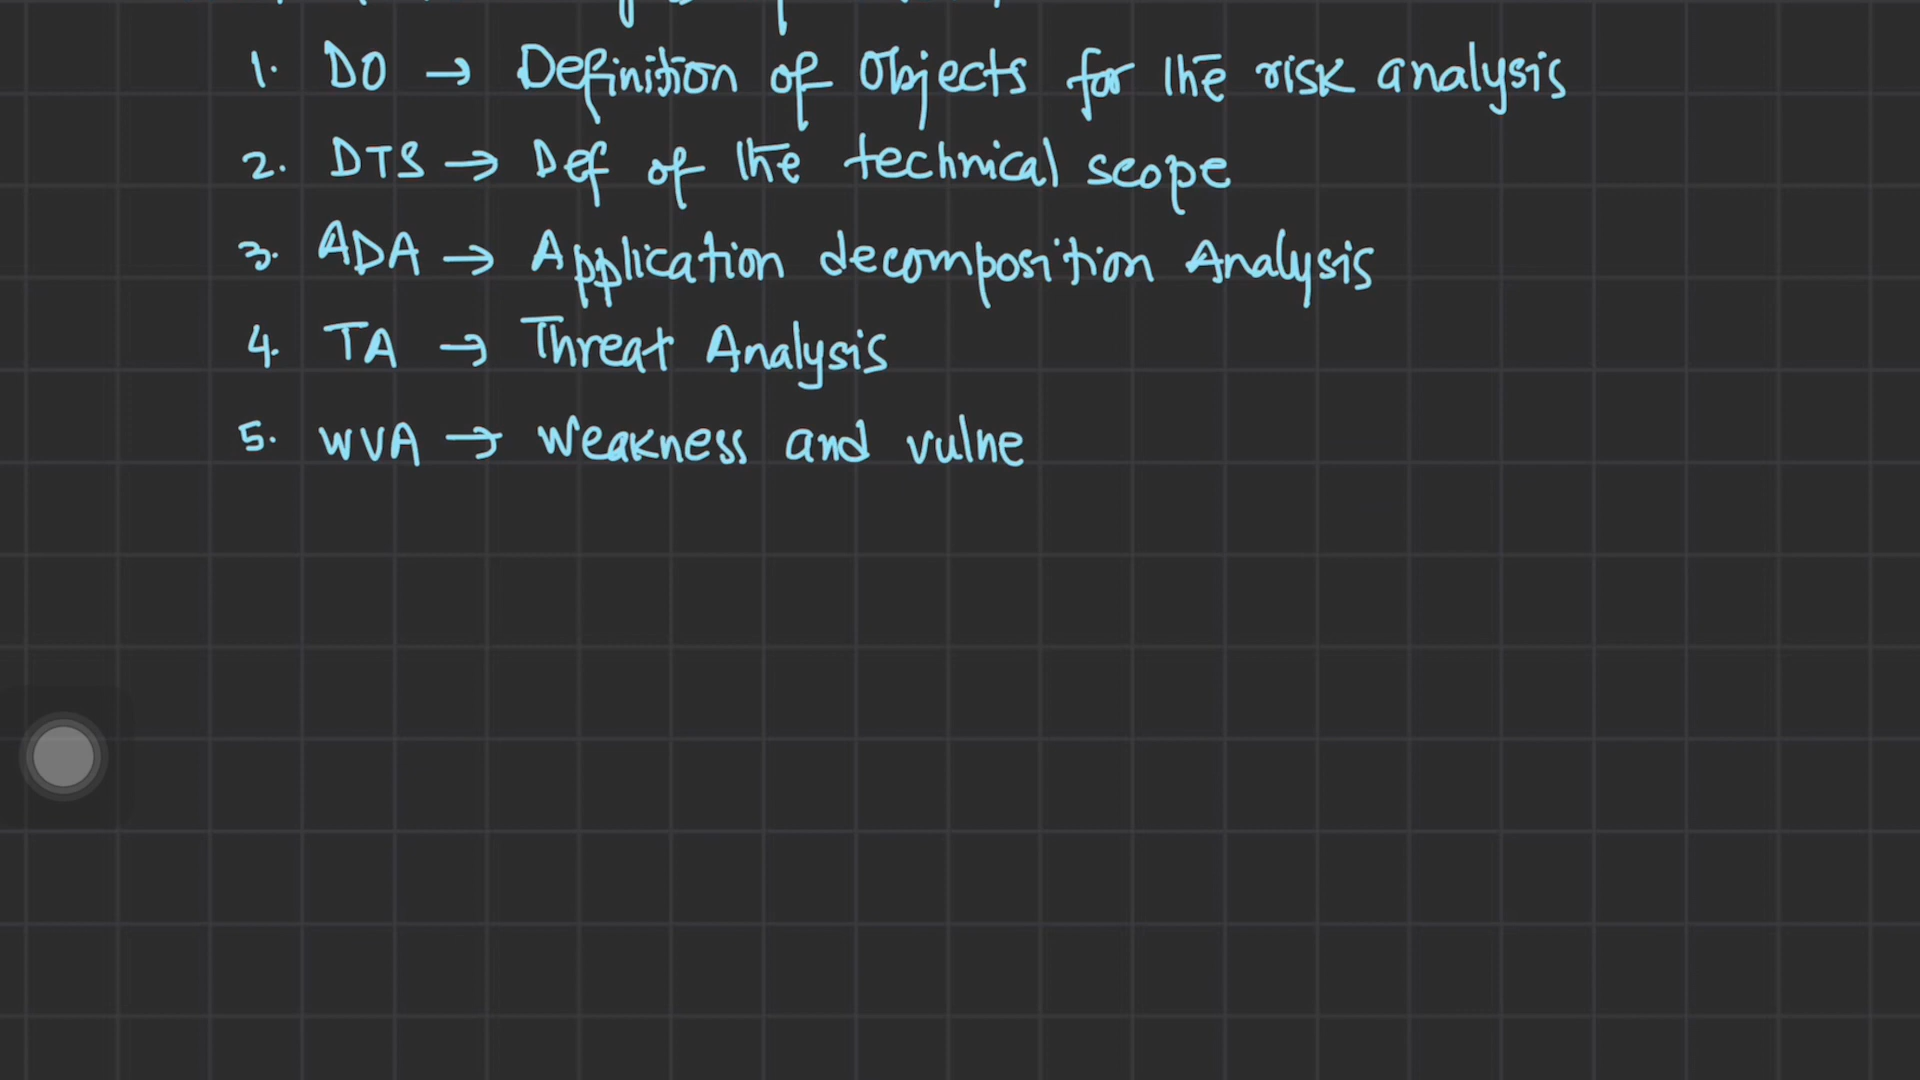 1. DO → Definition of Objects for the risk analysis
2. DTS → Def of the technical scope
3. ADA → Application decomposition Analysis
4. TA → Threat Analysis
5. WVA → Weakness and vulne